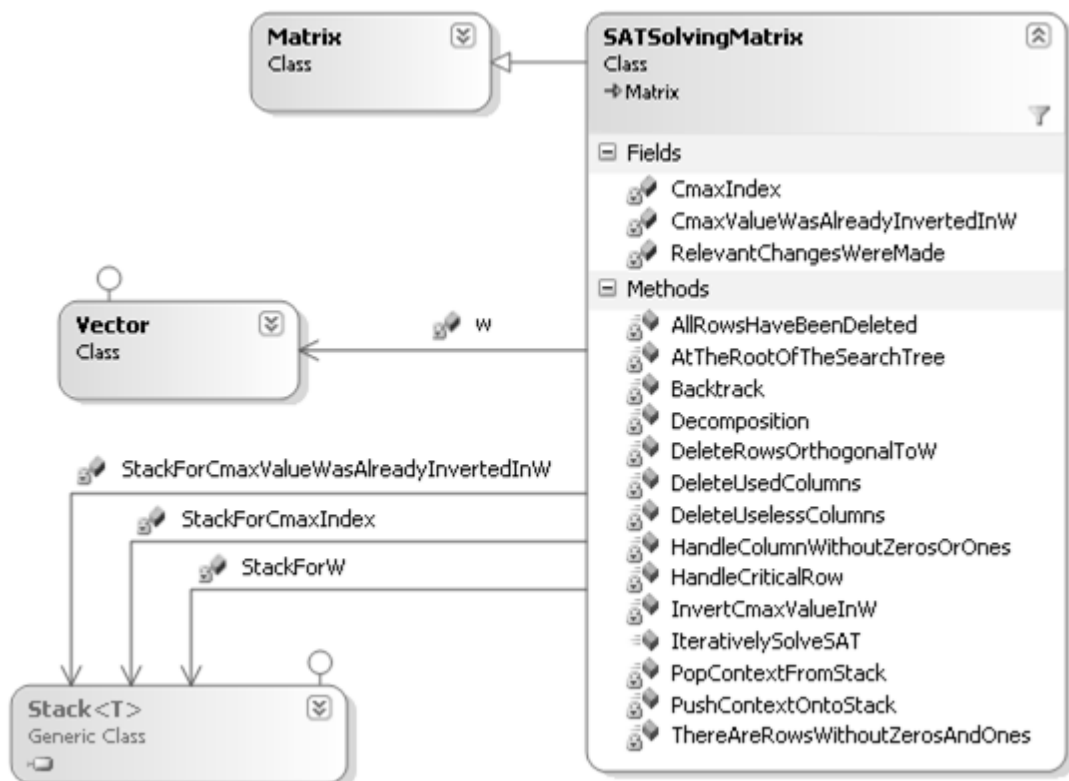 Matrix
Class
SATSolvingMatrix
Class
Matrix
Fields
CmaxIndex
CmaxValueWasAlreadyInvertedInW
RelevantChangesWereMade
Methods
AllRowsHaveBeenDeleted
AtTheRootOfTheSearchTree
Backtrack
Decomposition
DeleteRowsOrthogonalToW
DeleteUsedColumns
DeleteUselessColumns
HandleColumnWithoutZerosOrOnes
HandleCriticalRow
InvertCmaxValueInW
IterativelySolveSAT
PopContextFromStack
PushContextOntoStack
ThereAreRowsWithoutZerosAndOnes
Vector
Class
w
StackForCmaxValueWasAlreadyInvertedInW
StackForCmaxIndex
StackForW
Stack<T>
Generic Class